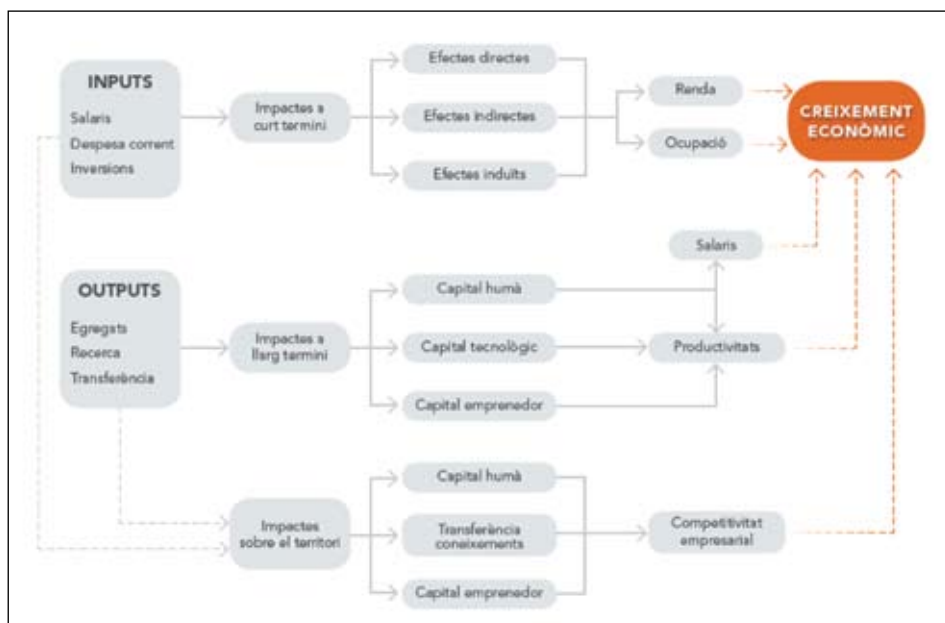 INPUTS
Salaris
Despesa corrent
Inversions
Impactes a
curt termini
Efectes directes
Efectes indirectes
Efectes induïts
Renda
Ocupació
CREIXEMENT
ECONÒMIC
OUTPUTS
Egregats
Recerca
Transferència
Impactes a
llarg termini
Capital humà
Capital tecnològic
Capital emprenedor
Salaris
Productivitats
Impactes
sobre el territori
Capital humà
Transferència
coneixements
Capital emprenedor
Competitivitat
empresarial